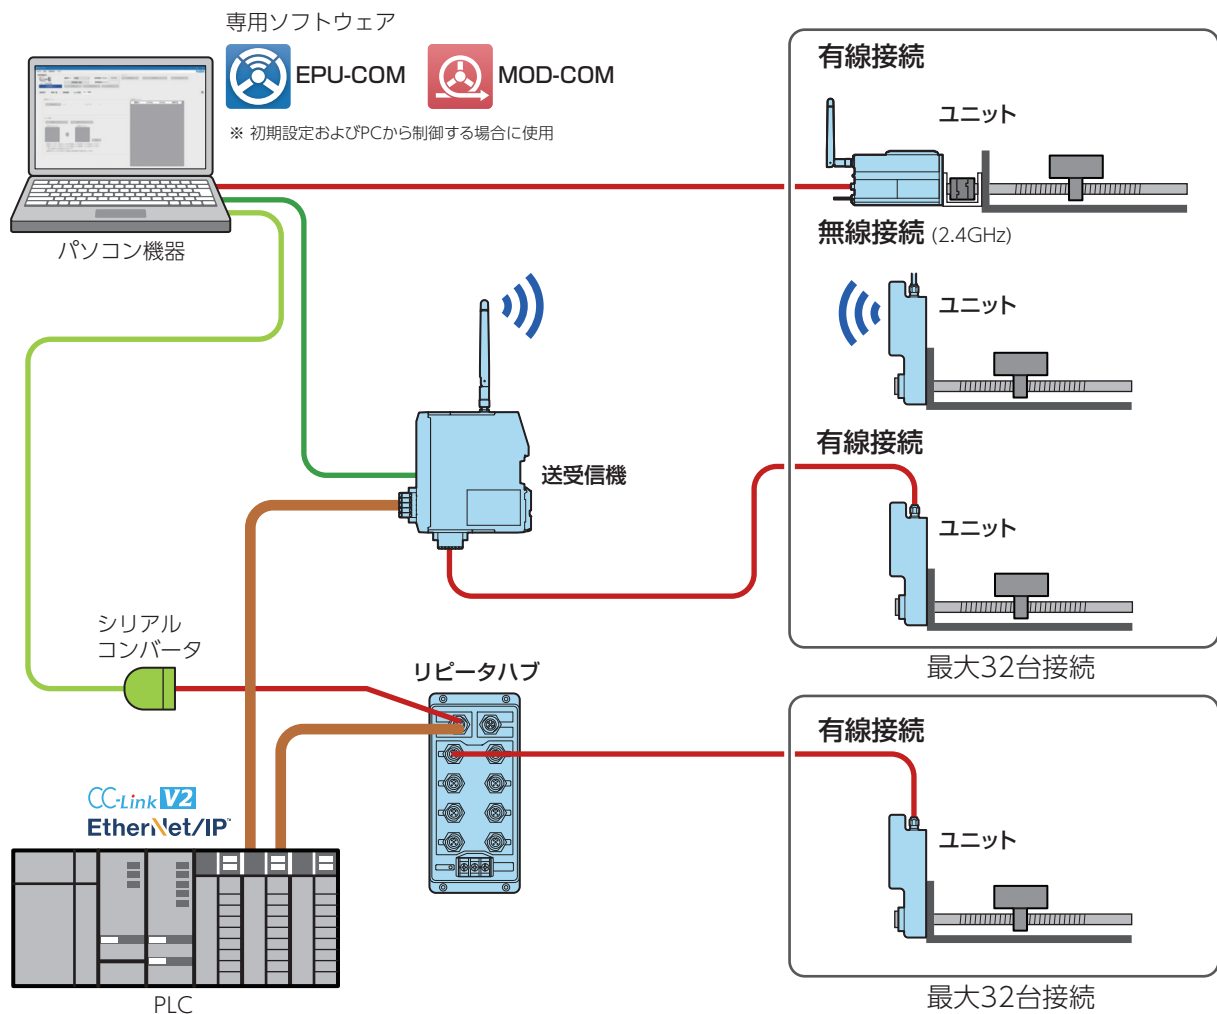 専用ソフトウェア
EPU-COM
MOD-COM
※ 初期設定およびPCから制御する場合に使用
パソコン機器
有線接続
ユニット
無線接続 (2.4GHz)
ユニット
送受信機
有線接続
ユニット
最大32台接続
シリアル
コンバータ
リピータハブ
有線接続
ユニット
最大32台接続
CC-Link V2
EtherNet/IP™
PLC